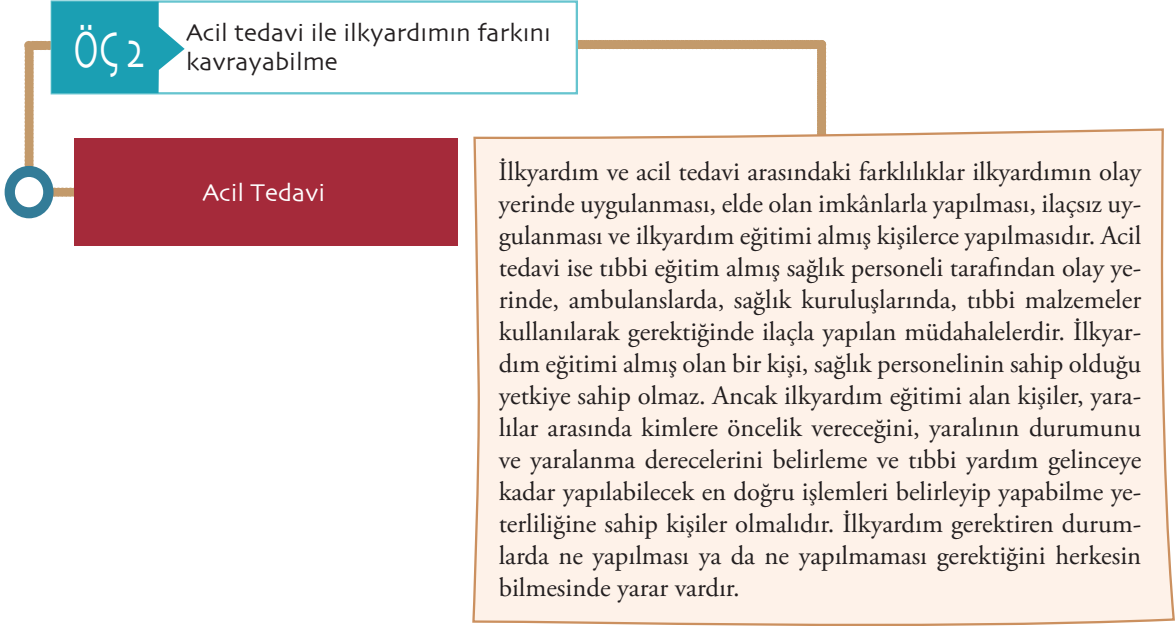 ÖÇ 2
Acil tedavi ile ilkyardımın farkını
kavrayabilme
Acil Tedavi
İlkyardım ve acil tedavi arasındaki farklılıklar ilkyardımın olay
yerinde uygulanması, elde olan imkânlarla yapılması, ilaçsız uy-
gulanması ve ilkyardım eğitimi almış kişilerce yapılmasıdır. Acil
tedavi ise tıbbi eğitim almış sağlık personeli tarafından olay ye-
rinde, ambulanslarda, sağlık kuruluşlarında, tıbbi malzemeler
kullanılarak gerektiğinde ilaçla yapılan müdahalelerdir. İlkyar-
dım eğitimi almış olan bir kişi, sağlık personelinin sahip olduğu
yetkiye sahip olmaz. Ancak ilkyardım eğitimi alan kişiler, yara-
lılar arasında kimlere öncelik vereceğini, yaralının durumunu
ve yaralanma derecelerini belirleme ve tıbbi yardım gelinceye
kadar yapılabilecek en doğru işlemleri belirleyip yapabilme ye-
terliliğine sahip kişiler olmalıdır. İlkyardım gerektiren durum-
larda ne yapılması ya da ne yapılmaması gerektiğini herkesin
bilmesinde yarar vardır.